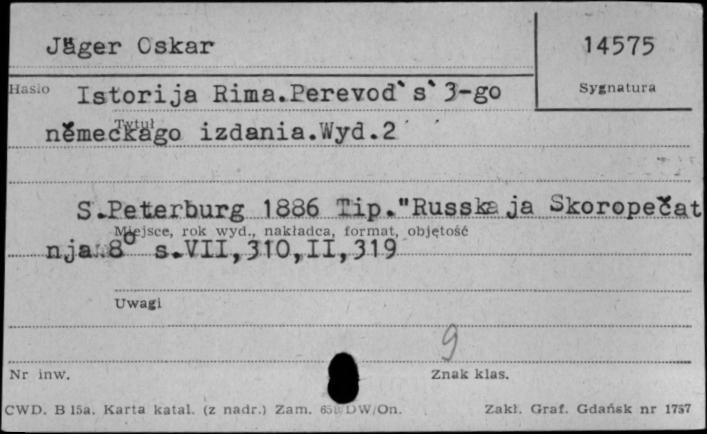 Jäger Oskar
14575
Sygnatura
Hasło
Istorija Rima.Perevod`s`3-go
Tytuł
německago izdania.Wyd.2
S.Peterburg 1886 Tip."Russkaja Skoropečat
Miejsce, rok wyd., nakładca, format, objętość
nja 8° s.VII,310,II,319
Uwagi
9
Nr inw.
Znak klas.
CWD. B 15a. Karta katal. (z nadr.) Zam. DW/On.
Zakł. Graf. Gdańsk nr 1757